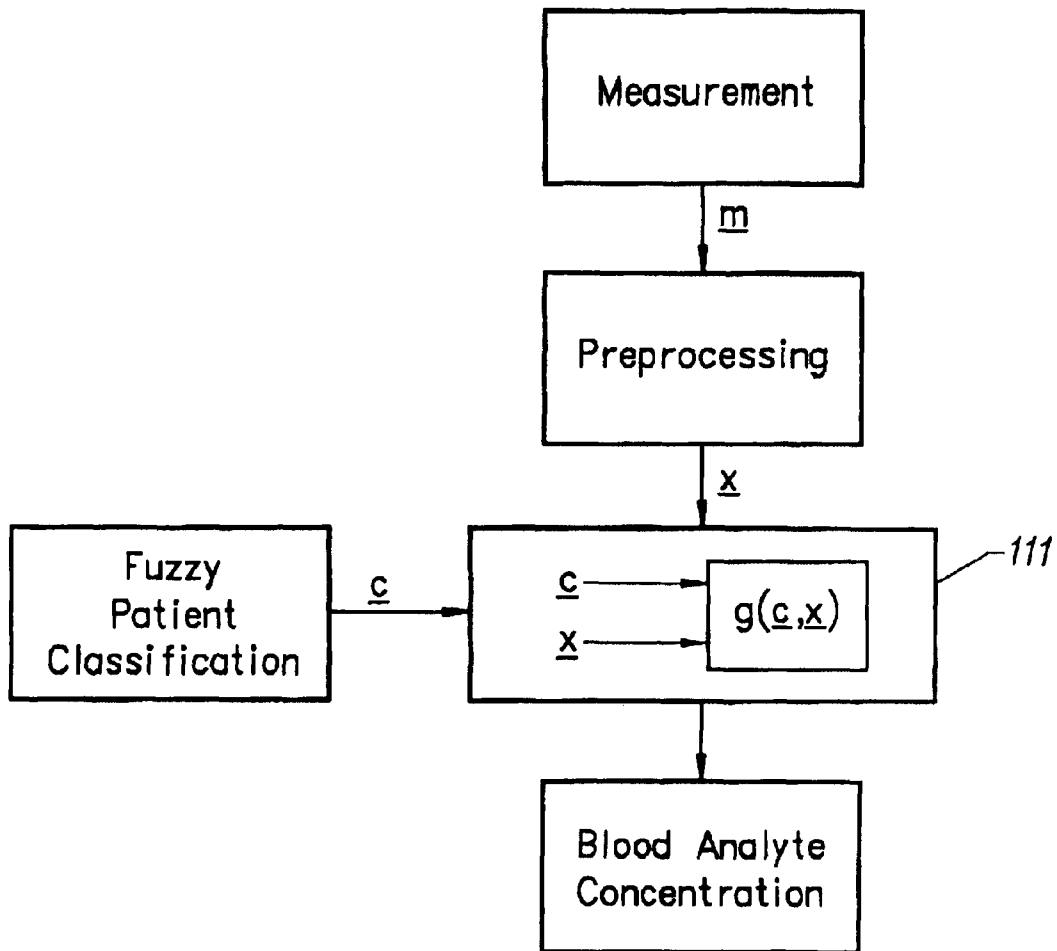 Measurement
m
Preprocessing
x
Fuzzy
Patient
Classification
c
c
x
g(c,x)
111
Blood Analyte
Concentration